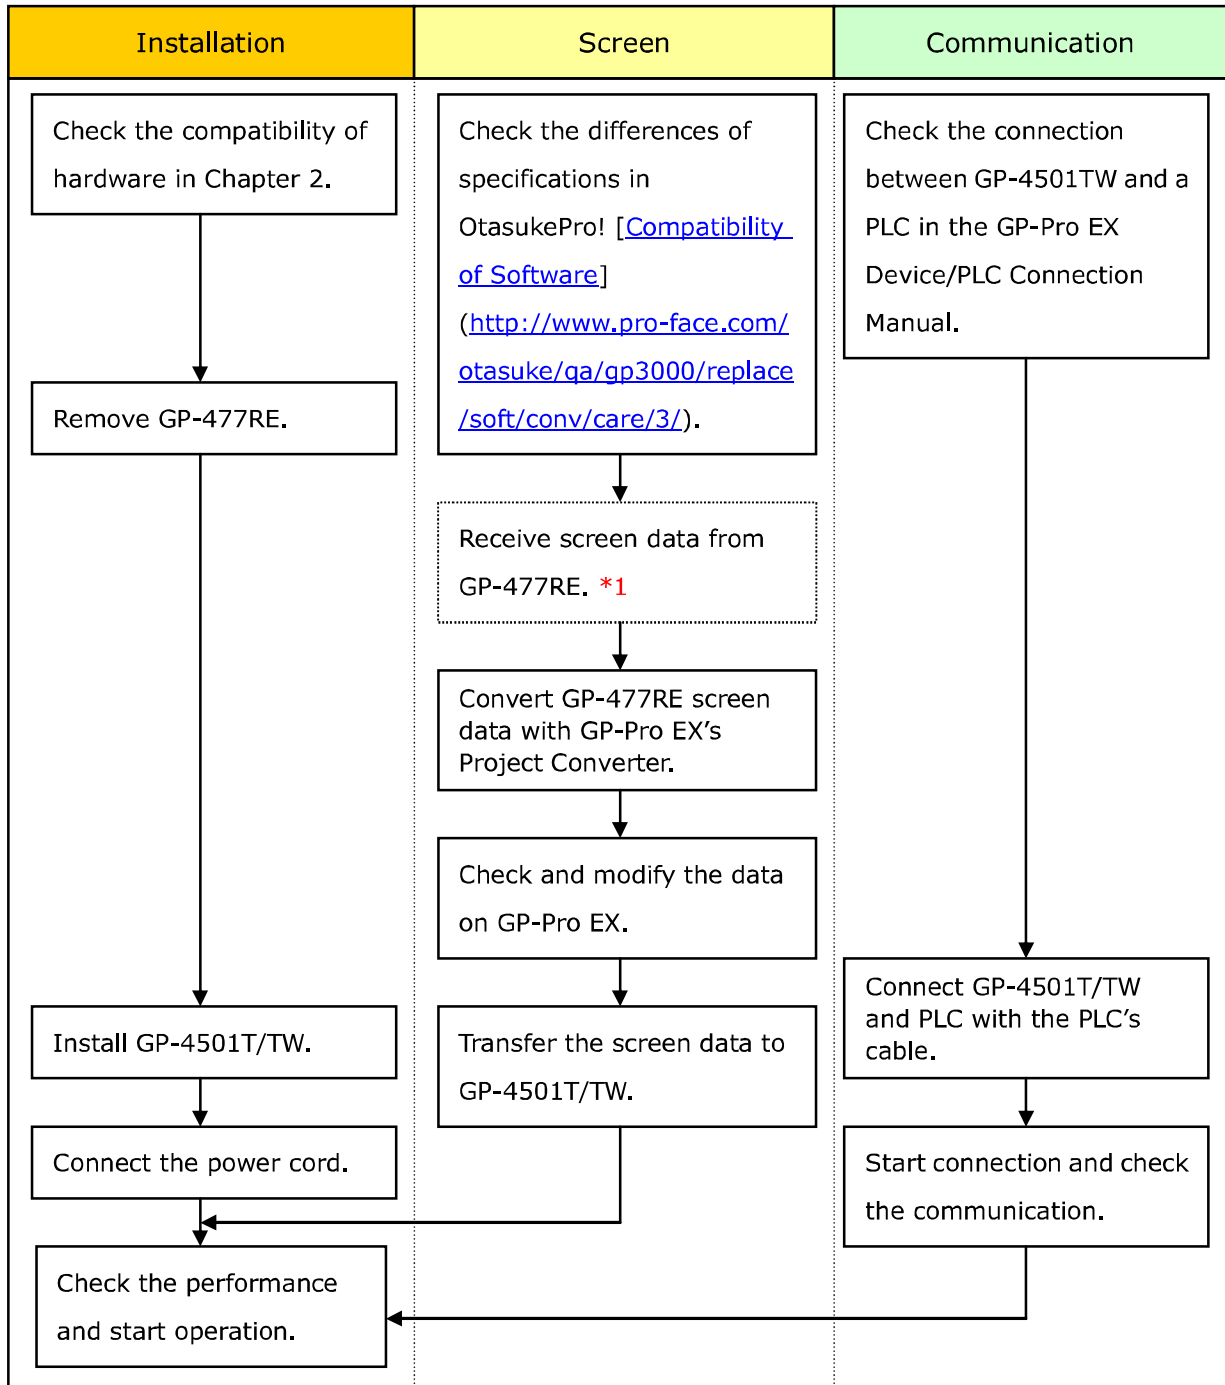 Installation
Screen
Communication
Check the compatibility of
hardware in Chapter 2.
Remove GP-477RE.
Install GP-4501T/TW.
Connect the power cord.
Check the performance
and start operation.
Check the differences of
specifications in
OtasukePro! [Compatibility
of Software]
(http://www.pro-face.com/
otasuke/qa/gp3000/replace
/soft/conv/care/3/).
Receive screen data from
GP-477RE. *1
Convert GP-477RE screen
data with GP-Pro EX's
Project Converter.
Check and modify the data
on GP-Pro EX.
Transfer the screen data to
GP-4501T/TW.
Check the connection
between GP-4501TW and a
PLC in the GP-Pro EX
Device/PLC Connection
Manual.
Connect GP-4501T/TW
and PLC with the PLC's
cable.
Start connection and check
the communication.